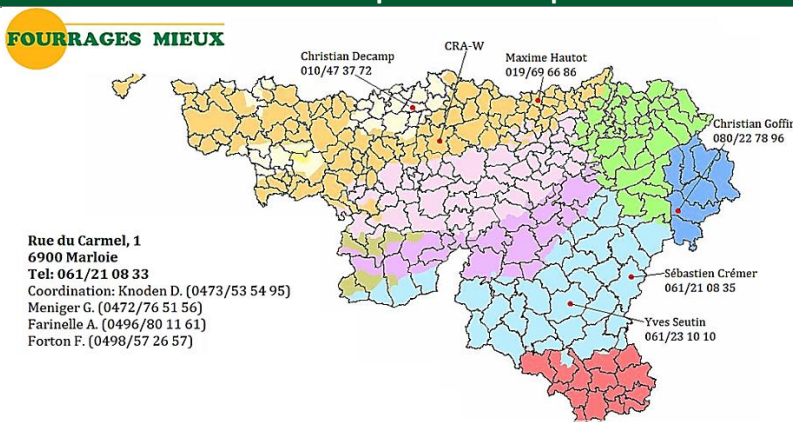 FOURRAGES MIEUX
Christian Decamp
010/47 37 72
CRA-W
Maxime Hautot
019/69 66 86
Christian Goffin
080/22 78 96
Rue du Carmel, 1
6900 Marloie
Tel: 061/21 08 33
Coordination: Knoden D. (0473/53 54 95)
Meniger G. (0472/76 51 56)
Farinelle A. (0496/80 11 61)
Forton F. (0498/57 26 57)
Sébastien Crémer
061/21 08 35
Yves Seutin
061/23 10 10